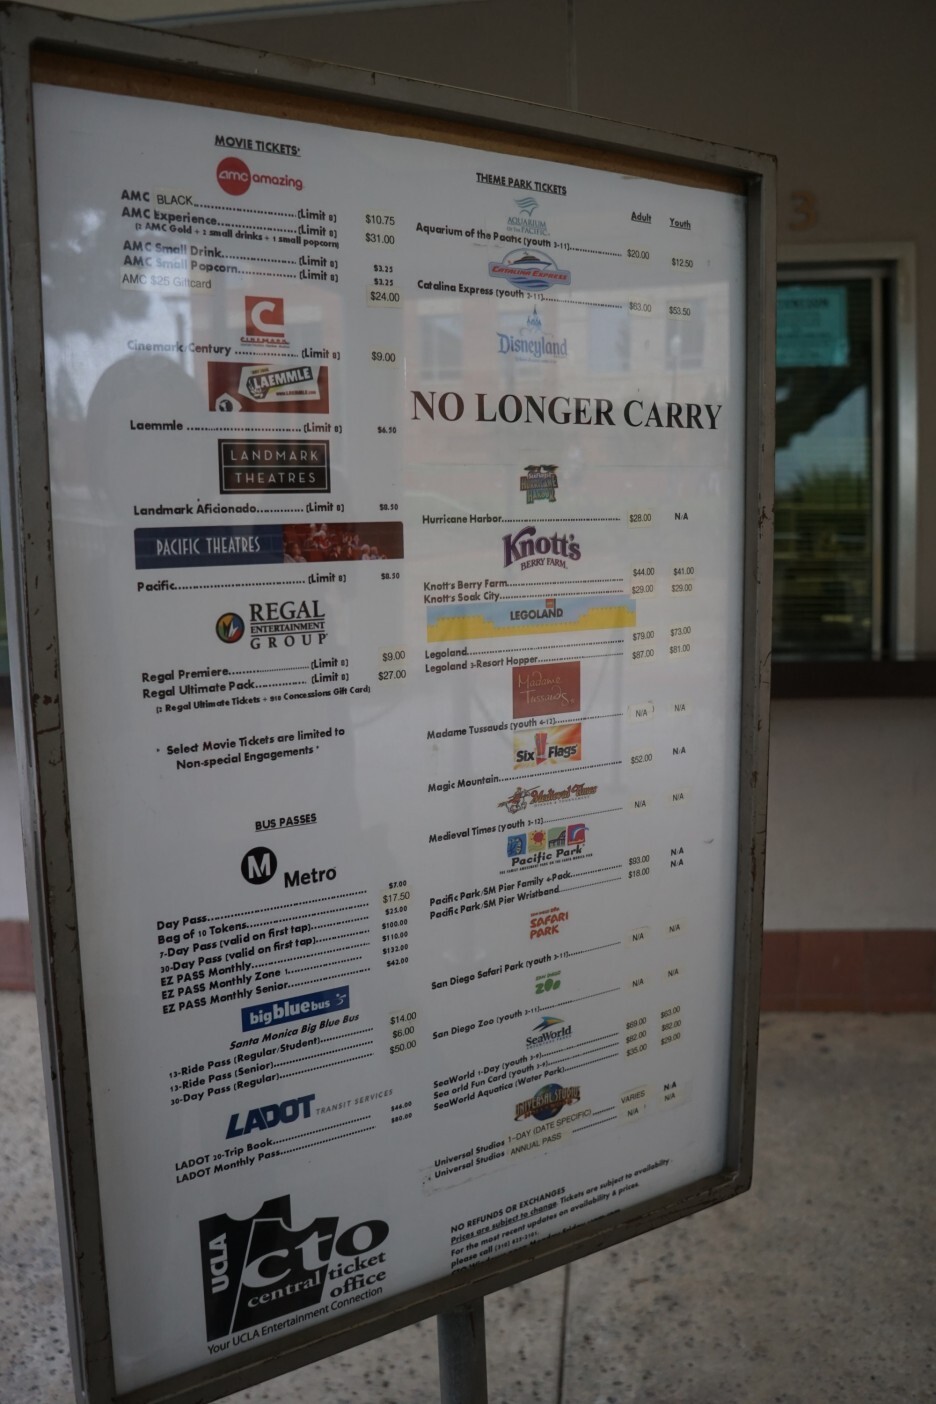 MOVIE TICKETS*
amc amazing
AMC BLACK (Limit 8) $10.75
AMC Experience (Limit 8) $31.00
(2 AMC Gold + 2 small drinks + 1 small popcorn)
AMC Small Drink (Limit 8) $3.25
AMC Small Popcorn (Limit 8) $3.25
AMC $25 Giftcard $24.00
CINEMARK
Cinemark/Century (Limit 8) $9.00
LAEMMLE
Laemmle (Limit 8) $6.50
LANDMARK
THEATRES
Landmark Aficionado (Limit 8) $8.50
PACIFIC THEATRES
Pacific (Limit 8) $8.50
REGAL
ENTERTAINMENT
GROUP
Regal Premiere (Limit 8) $9.00
Regal Ultimate Pack (Limit 8) $27.00
(2 Regal Ultimate Tickets + $10 Concessions Gift Card)
* Select Movie Tickets are limited to
Non-special Engagements *
BUS PASSES
M Metro
Day Pass $7.00
Bag of 10 Tokens $17.50
7-Day Pass (valid on first tap) $25.00
30-Day Pass (valid on first tap) $100.00
EZ PASS Monthly $110.00
EZ PASS Monthly Zone 1 $132.00
EZ PASS Monthly Senior $42.00
big blue bus
Santa Monica Big Blue Bus
13-Ride Pass (Regular/Student) $14.00
13-Ride Pass (Senior) $6.00
30-Day Pass (Regular) $50.00
LADOT TRANSIT SERVICES
LADOT 20-Trip Book
LADOT Monthly Pass $80.00
UCLA
cto
central ticket
office
Your UCLA Entertainment Connection
THEME PARK TICKETS
Adult Youth
AQUARIUM
OF THE PACIFIC
Aquarium of the Pacific (youth 3-11) $20.00 $12.50
CATALINA EXPRESS
Catalina Express (youth 2-11) $63.00 $53.50
Disneyland
NO LONGER CARRY
HURRICANE
HARBOR
Hurricane Harbor $28.00 N/A
Knott's
BERRY FARM
Knott's Berry Farm $44.00 $41.00
Knott's Soak City $29.00 $29.00
LEGOLAND
Legoland $79.00 $73.00
Legoland 3-Resort Hopper $87.00 $81.00
Madame
Tussauds
Madame Tussauds (youth 4-12) N/A N/A
Six Flags
Magic Mountain $52.00 N/A
Medieval Times
Medieval Times (youth 3-12) N/A N/A
Pacific Park
Pacific Park/SM Pier Family 4-Pack $93.00 N/A
Pacific Park/SM Pier Wristband $18.00 N/A
SAFARI
PARK
San Diego Safari Park (youth 3-11) N/A N/A
ZOO
San Diego Zoo (youth 3-11) N/A N/A
SeaWorld
SeaWorld 1-Day (youth 3-9) $69.00 $63.00
Sea orld Fun Card (youth 3-9) $82.00 $82.00
SeaWorld Aquatica (Water Park) $35.00 $29.00
UNIVERSAL STUDIOS
Universal Studios 1-DAY (DATE SPECIFIC) VARIES N/A
Universal Studios ANNUAL PASS N/A N/A
NO REFUNDS OR EXCHANGES
Prices are subject to change Tickets are subject to availability.
For the most recent updates on availability & prices,
please call
3